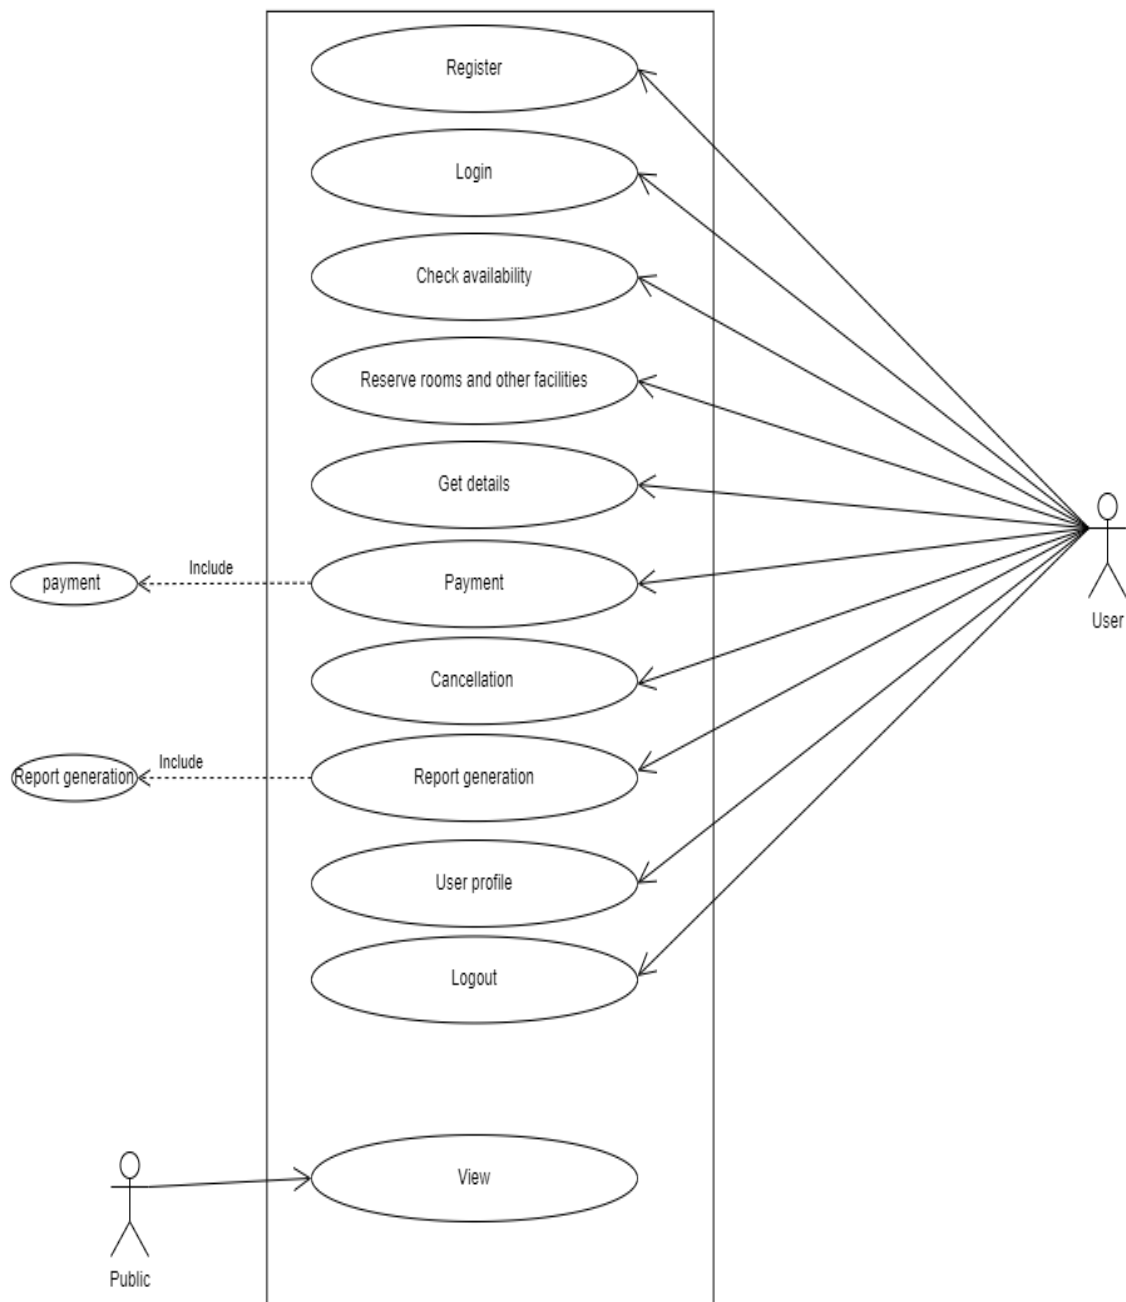 Register
Login
Check availability
Reserve rooms and other facilities
Get details
payment
Include
Payment
User
Cancellation
Report generation
Include
Report generation
User profile
Logout
View
Public